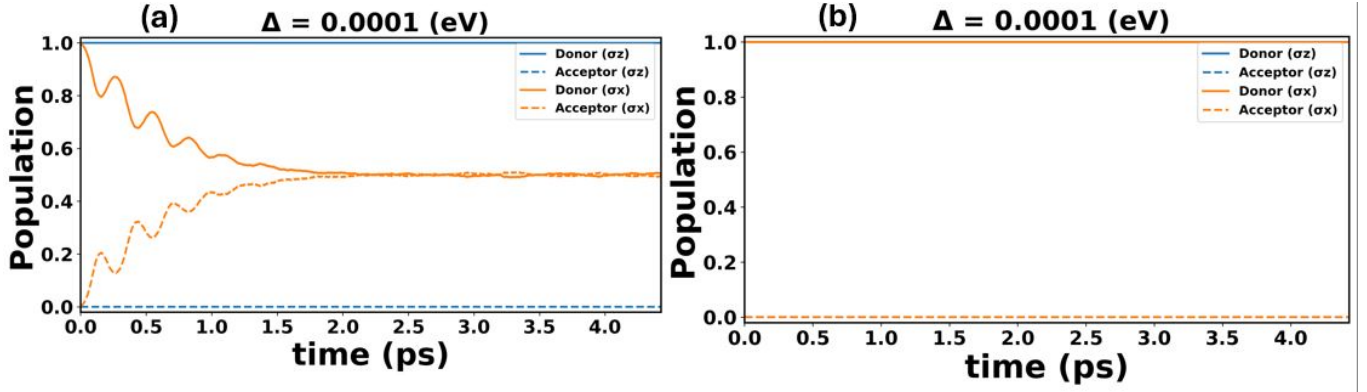 (a) Δ = 0.0001 (eV)
1.0
0.8
0.6
0.4
0.2
0.0
Population
Donor (σz)
Acceptor (σz)
Donor (σx)
Acceptor (σx)
0.0 0.5 1.0 1.5 2.0 2.5 3.0 3.5 4.0
time (ps)
(b) Δ = 0.0001 (eV)
1.0
0.8
0.6
0.4
0.2
0.0
Population
Donor (σz)
Acceptor (σz)
Donor (σx)
Acceptor (σx)
0.0 0.5 1.0 1.5 2.0 2.5 3.0 3.5 4.0
time (ps)